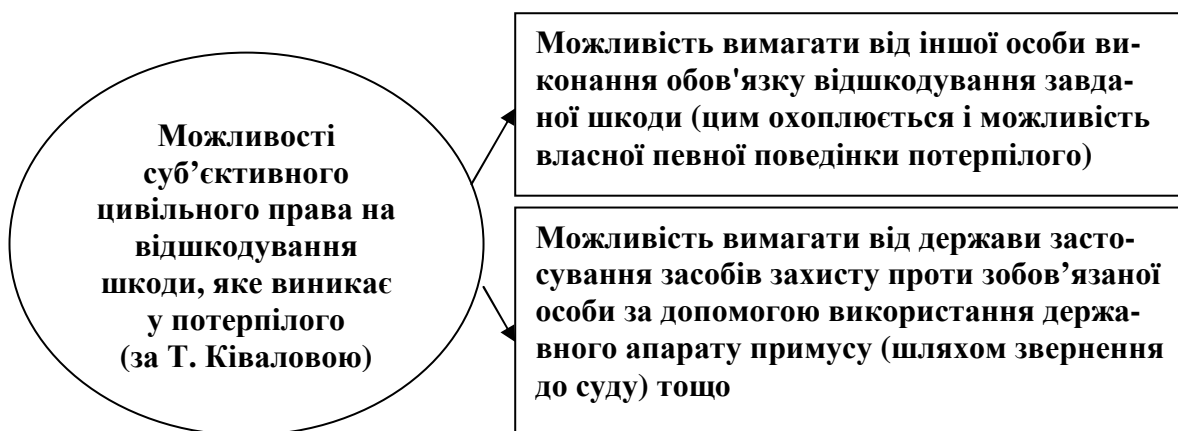 Можливості
суб’єктивного
цивільного права на
відшкодування
шкоди, яке виникає
у потерпілого
(за Т. Ківаловою)
Можливість вимагати від іншої особи ви-
конання обов'язку відшкодування завда-
ної шкоди (цим охоплюється і можливість
власної певної поведінки потерпілого)
Можливість вимагати від держави засто-
сування засобів захисту проти зобов’язаної
особи за допомогою використання держа-
вного апарату примусу (шляхом звернення
до суду) тощо